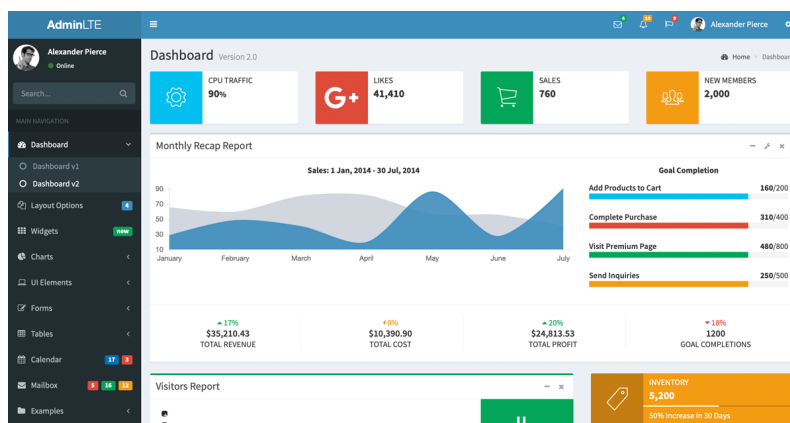 AdminLTE
4
10
9
Alexander Pierce
Alexander Pierce
Online
Search...
MAIN NAVIGATION
Dashboard
Dashboard v1
Dashboard v2
Layout Options 4
Widgets new
Charts
UI Elements
Forms
Tables
Calendar 17 3
Mailbox 5 16 12
Examples
Dashboard Version 2.0
Home > Dashboar
CPU TRAFFIC
90%
G+
LIKES
41,410
SALES
760
NEW MEMBERS
2,000
Monthly Recap Report
Sales: 1 Jan, 2014 - 30 Jul, 2014
90
70
50
30
10
January February March April May June July
Goal Completion
Add Products to Cart 160/200
Complete Purchase 310/400
Visit Premium Page 480/800
Send Inquiries 250/500
17%
$35,210.43
TOTAL REVENUE
0%
$10,390.90
TOTAL COST
20%
$24,813.53
TOTAL PROFIT
18%
1200
GOAL COMPLETIONS
Visitors Report
INVENTORY
5,200
50% Increase in 30 Days